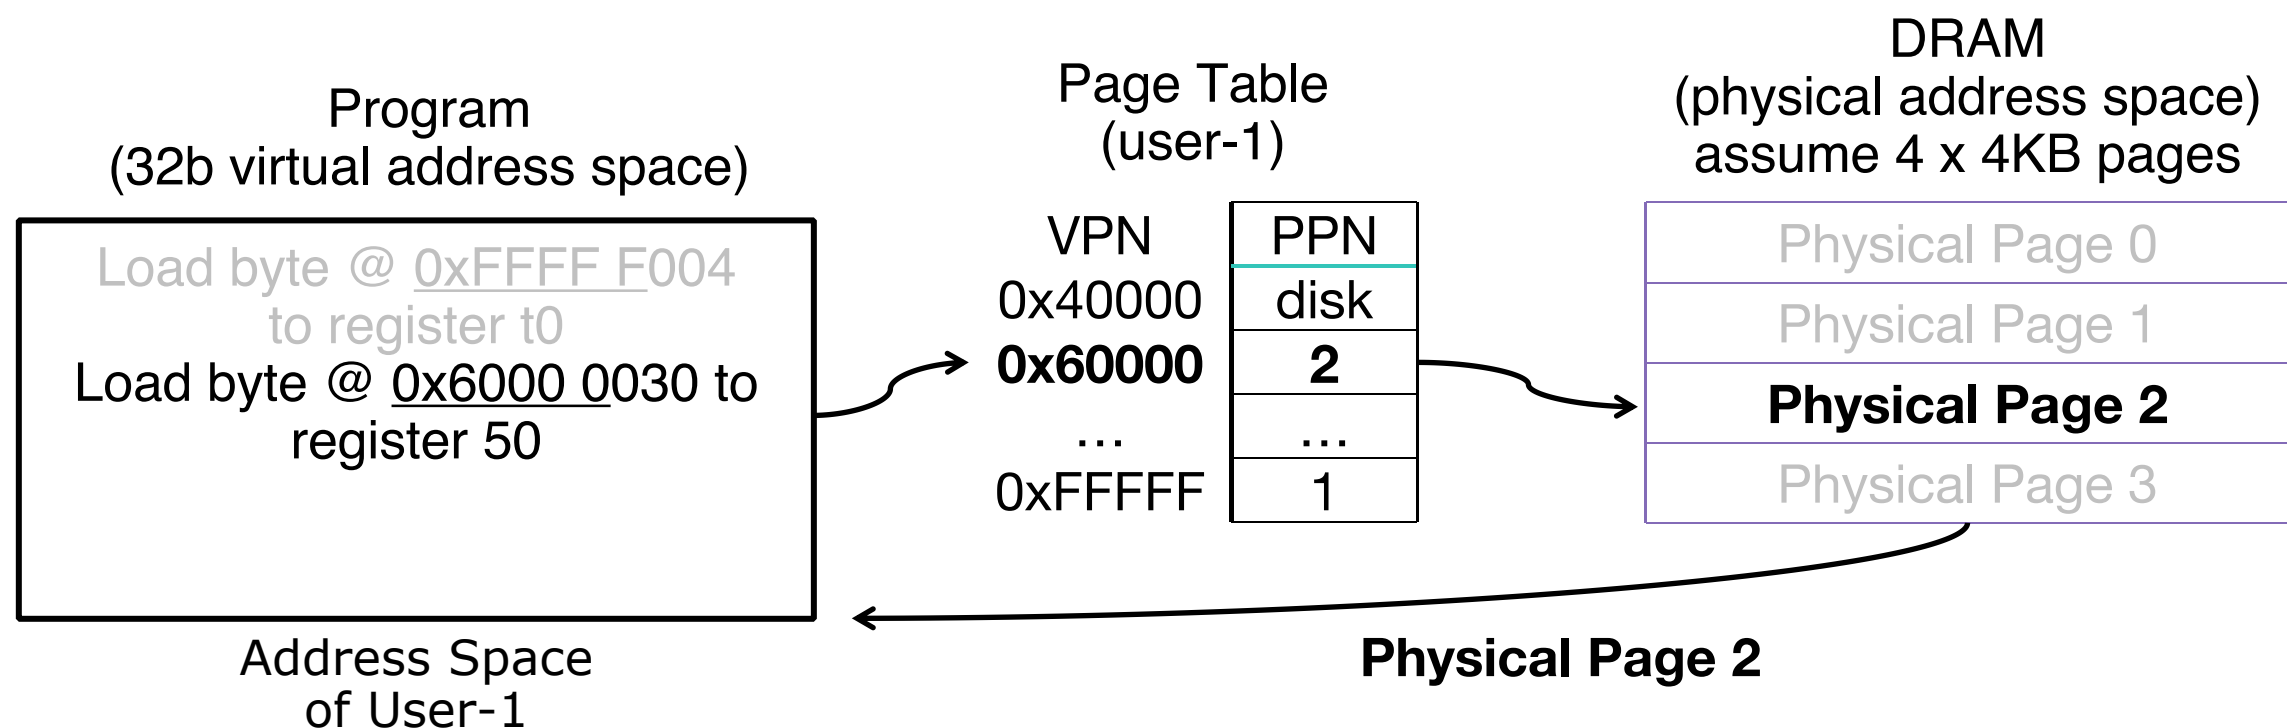 Program
(32b virtual address space)
Load byte @ 0xFFFF F004
to register t0
Load byte @ 0x6000 0030 to
register 50
Address Space
of User-1
Page Table
(user-1)
VPN PPN
0x40000 disk
0x60000 2
... ...
0xFFFFF 1
DRAM
(physical address space)
assume 4 x 4KB pages
Physical Page 0
Physical Page 1
Physical Page 2
Physical Page 3
Physical Page 2